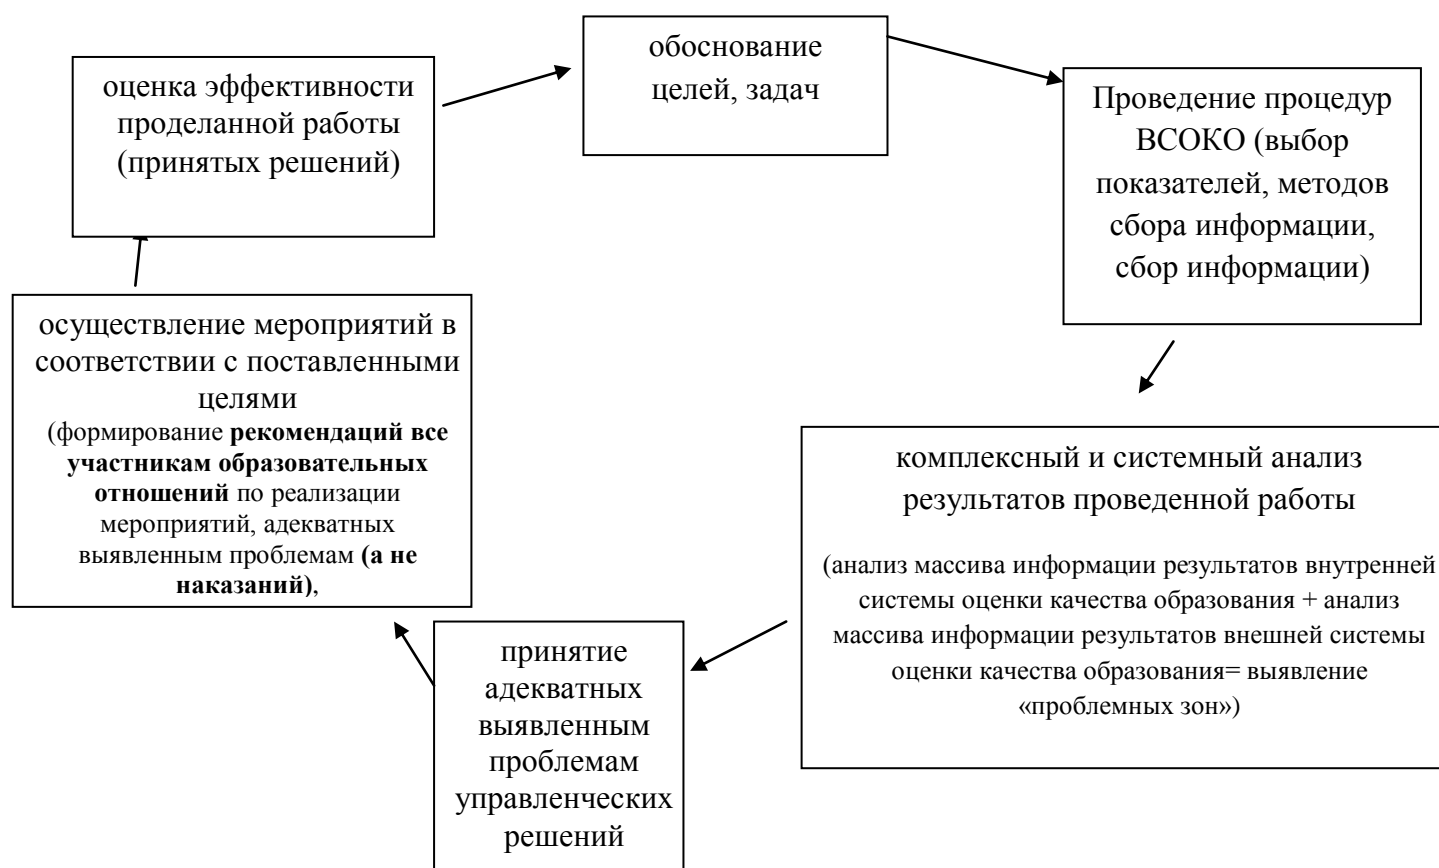 обоснование
целей, задач
Проведение процедур
ВСОКО (выбор
показателей, методов
сбора информации,
сбор информации)
комплексный и системный анализ
результатов проведенной работы
(анализ массива информации результатов внутренней
системы оценки качества образования + анализ
массива информации результатов внешней системы
оценки качества образования= выявление
«проблемных зон»)
принятие
адекватных
выявленным
проблемам
управленческих
решений
осуществление мероприятий в
соответствии с поставленными
целями
(формирование рекомендаций все
участникам образовательных
отношений по реализации
мероприятий, адекватных
выявленным проблемам (а не
наказаний),
оценка эффективности
проделанной работы
(принятых решений)